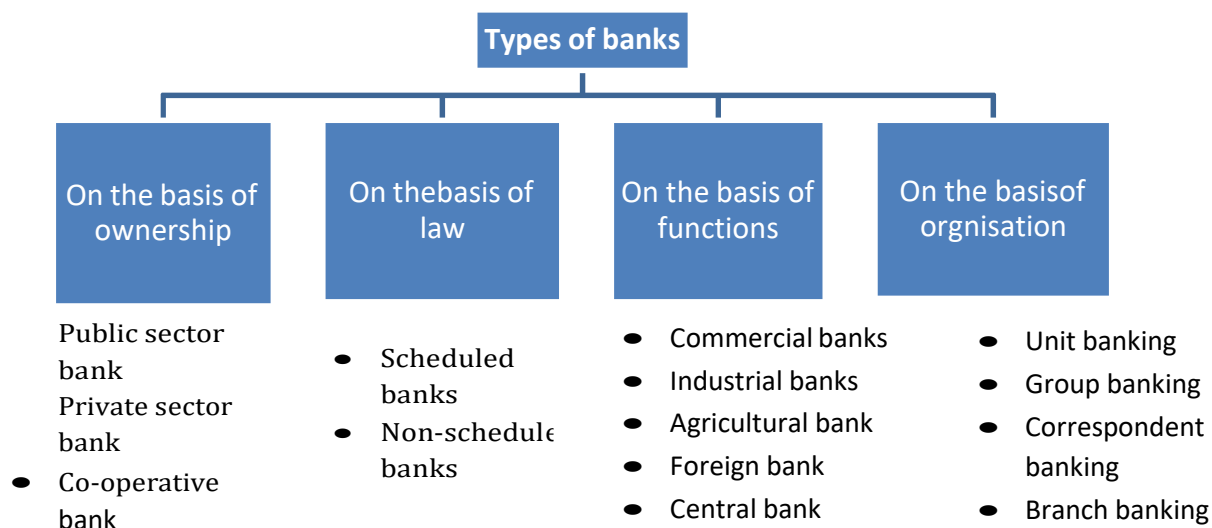 Types of banks
On the basis of
ownership
On thebasis of
law
On the basis of
functions
On the basisof
orgnisation
Public sector
bank
Private sector
bank
• Co-operative
bank
• Scheduled
banks
• Non-schedule
banks
• Commercial banks
• Industrial banks
• Agricultural bank
• Foreign bank
• Central bank
• Unit banking
• Group banking
• Correspondent
banking
• Branch banking